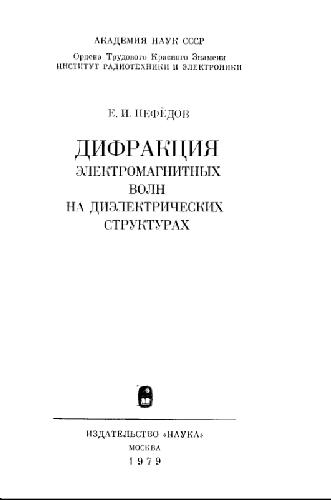 АКАДЕМИЯ НАУК СССР
Ордена Трудового Красного Знамени
ИНСТИТУТ РАДИОТЕХНИКИ И ЭЛЕКТРОНИКИ
Е. И. НЕФЁДОВ
ДИФРАКЦИЯ
ЭЛЕКТРОМАГНИТНЫХ
ВОЛН
НА ДИЭЛЕКТРИЧЕСКИХ
СТРУКТУРАХ
ИЗДАТЕЛЬСТВО «НАУКА»
МОСКВА
1979